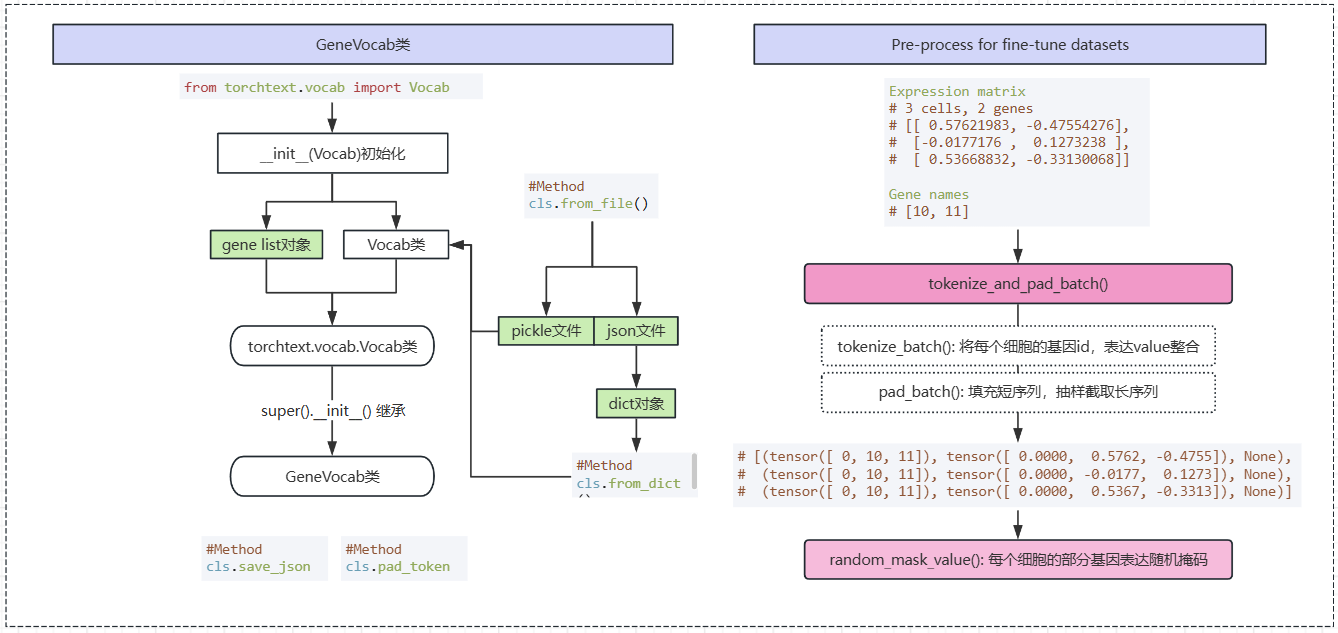 GeneVocab类
from torchtext.vocab import Vocab
__init__(Vocab)初始化
gene list对象
Vocab类
torchtext.vocab.Vocab类
super().__init__() 继承
GeneVocab类
#Method
cls.from_file()
pickle文件
json文件
dict对象
#Method
cls.from_dict
()
#Method
cls.save_json
#Method
cls.pad_token
Pre-process for fine-tune datasets
Expression matrix
# 3 cells, 2 genes
# [[ 0.57621983, -0.47554276],
#  [-0.0177176 ,  0.1273238 ],
#  [ 0.53668832, -0.33130068]]
Gene names
# [10, 11]
tokenize_and_pad_batch()
tokenize_batch(): 将每个细胞的基因id，表达value整合
pad_batch(): 填充短序列，抽样截取长序列
# [(tensor([ 0, 10, 11]), tensor([ 0.0000,  0.5762, -0.4755]), None),
#  (tensor([ 0, 10, 11]), tensor([ 0.0000, -0.0177,  0.1273]), None),
#  (tensor([ 0, 10, 11]), tensor([ 0.0000,  0.5367, -0.3313]), None)]
random_mask_value(): 每个细胞的部分基因表达随机掩码